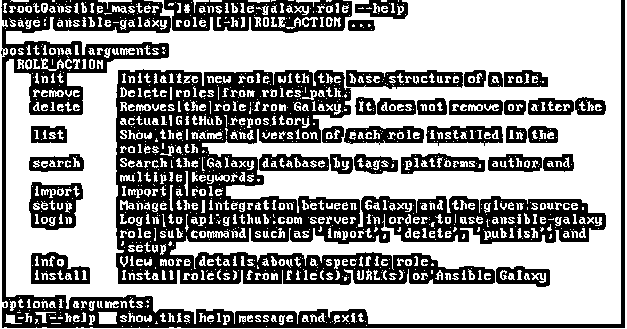 [root@ansible_master ~]# ansible-galaxy role --help
usage: ansible-galaxy role [-h] ROLE_ACTION ...
positional arguments:
ROLE_ACTION
init Initialize new role with the base structure of a role.
remove Delete roles from roles_path.
delete Removes the role from Galaxy. It does not remove or alter the
actual GitHub repository.
list Show the name and version of each role installed in the
roles_path.
search Search the Galaxy database by tags, platforms, author and
multiple keywords.
import Import a role
setup Manage the integration between Galaxy and the given source.
login Login to api.github.com server in order to use ansible-galaxy
role sub command such as 'import', 'delete', 'publish', and
'setup'
info View more details about a specific role.
install Install role(s) from file(s), URL(s) or Ansible Galaxy
optional arguments:
-h, --help show this help message and exit